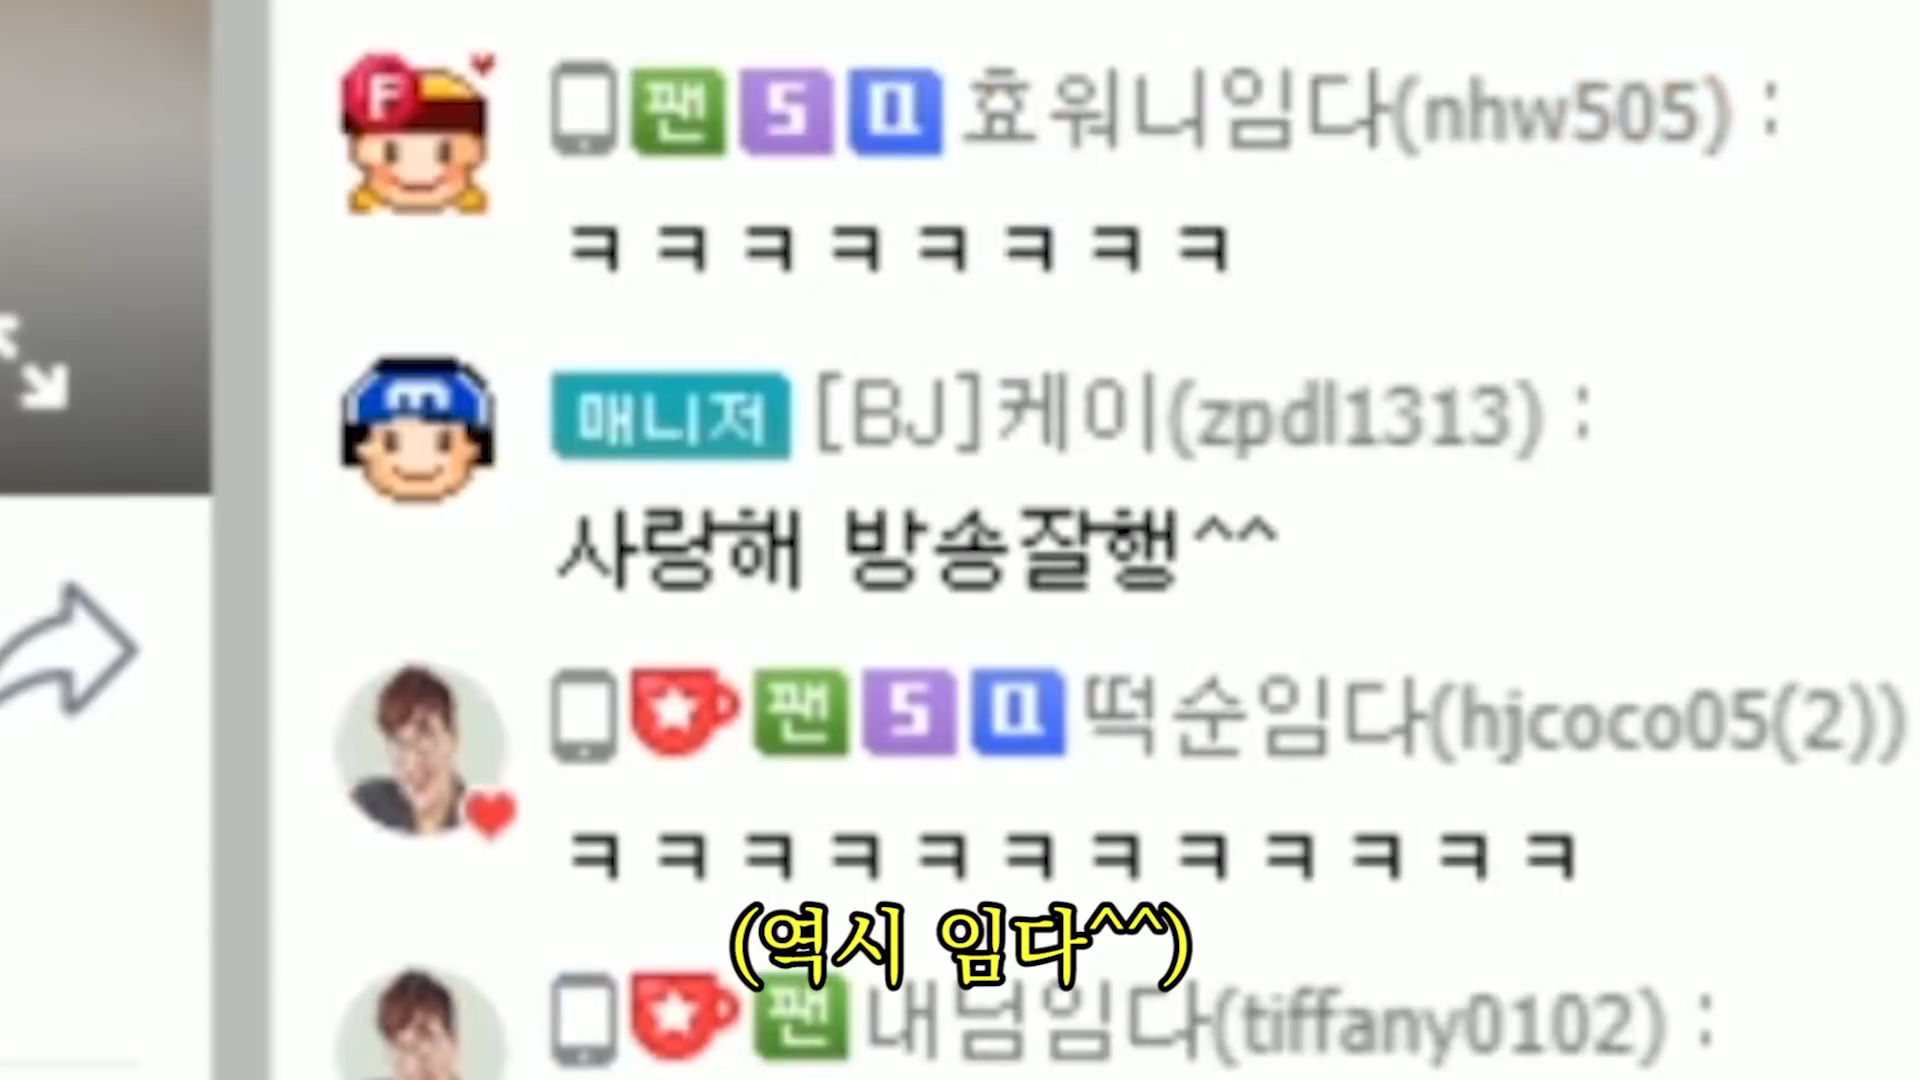 F 팬 5 Q 효워니임다(nhw505) :
ㅋㅋㅋㅋㅋㅋㅋㅋ
m 매니저 [BJ]케이(zpdl1313) :
사랑해 방송잘행^^
팬 5 Q 떡순임다(hjcoco05(2))
ㅋㅋㅋㅋㅋㅋㅋㅋㅋㅋㅋㅋ
(역시 임다^^)
팬 내덤임다(tiffany0102) :